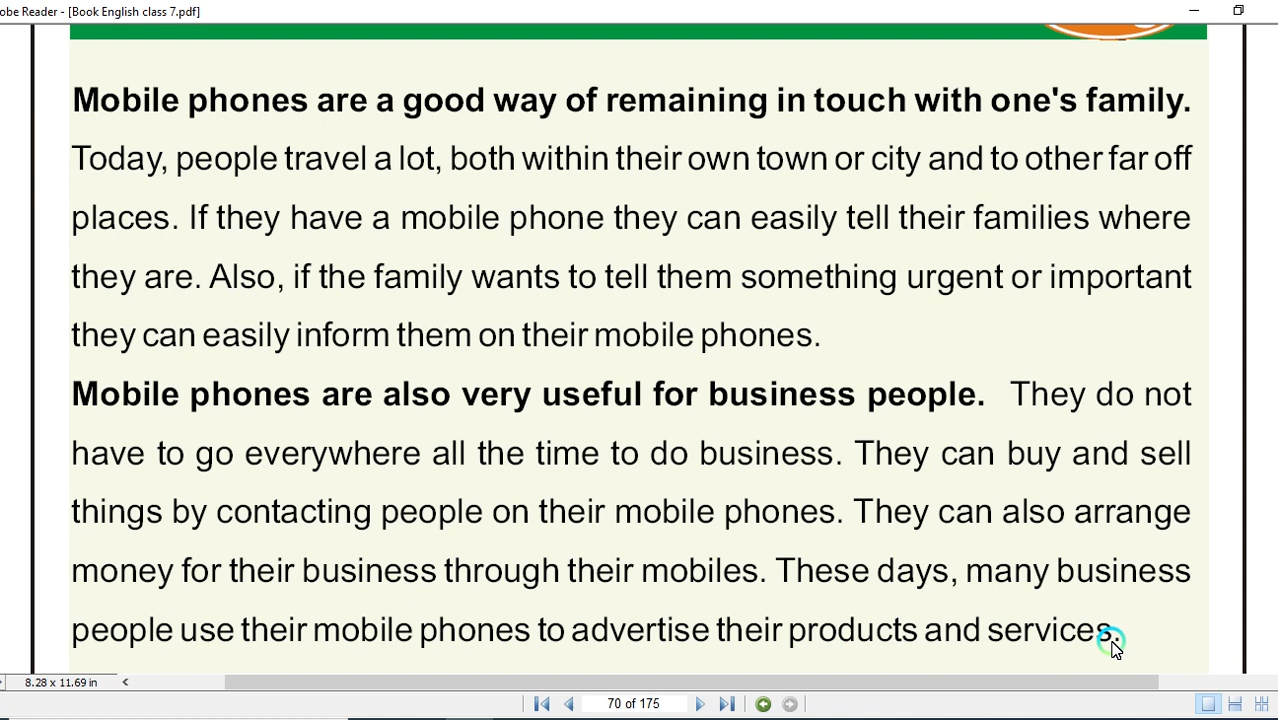 obe Reader - [Book English class 7.pdf]
Mobile phones are a good way of remaining in touch with one's family.
Today, people travel a lot, both within their own town or city and to other far off
places. If they have a mobile phone they can easily tell their families where
they are. Also, if the family wants to tell them something urgent or important
they can easily inform them on their mobile phones.
Mobile phones are also very useful for business people. They do not
have to go everywhere all the time to do business. They can buy and sell
things by contacting people on their mobile phones. They can also arrange
money for their business through their mobiles. These days, many business
people use their mobile phones to advertise their products and services.
8.28 x 11.69 in
70 of 175